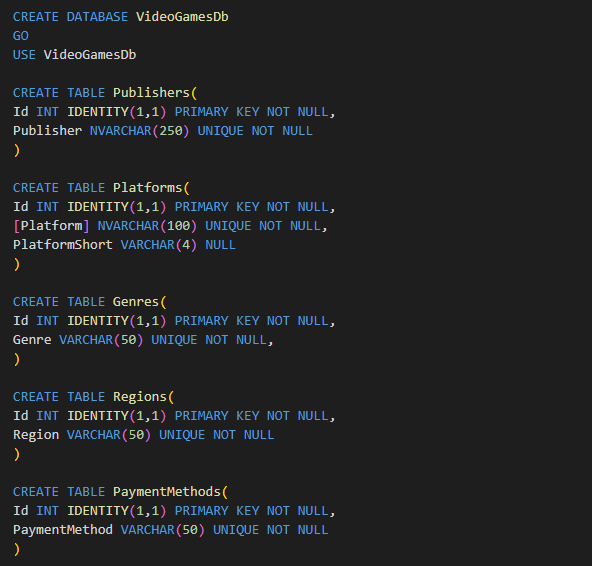 CREATE DATABASE VideoGamesDb
GO
USE VideoGamesDb
CREATE TABLE Publishers(
Id INT IDENTITY(1,1) PRIMARY KEY NOT NULL,
Publisher NVARCHAR(250) UNIQUE NOT NULL
)
CREATE TABLE Platforms(
Id INT IDENTITY(1,1) PRIMARY KEY NOT NULL,
[Platform] NVARCHAR(100) UNIQUE NOT NULL,
PlatformShort VARCHAR(4) NULL
)
CREATE TABLE Genres(
Id INT IDENTITY(1,1) PRIMARY KEY NOT NULL,
Genre VARCHAR(50) UNIQUE NOT NULL,
)
CREATE TABLE Regions(
Id INT IDENTITY(1,1) PRIMARY KEY NOT NULL,
Region VARCHAR(50) UNIQUE NOT NULL
)
CREATE TABLE PaymentMethods(
Id INT IDENTITY(1,1) PRIMARY KEY NOT NULL,
PaymentMethod VARCHAR(50) UNIQUE NOT NULL
)